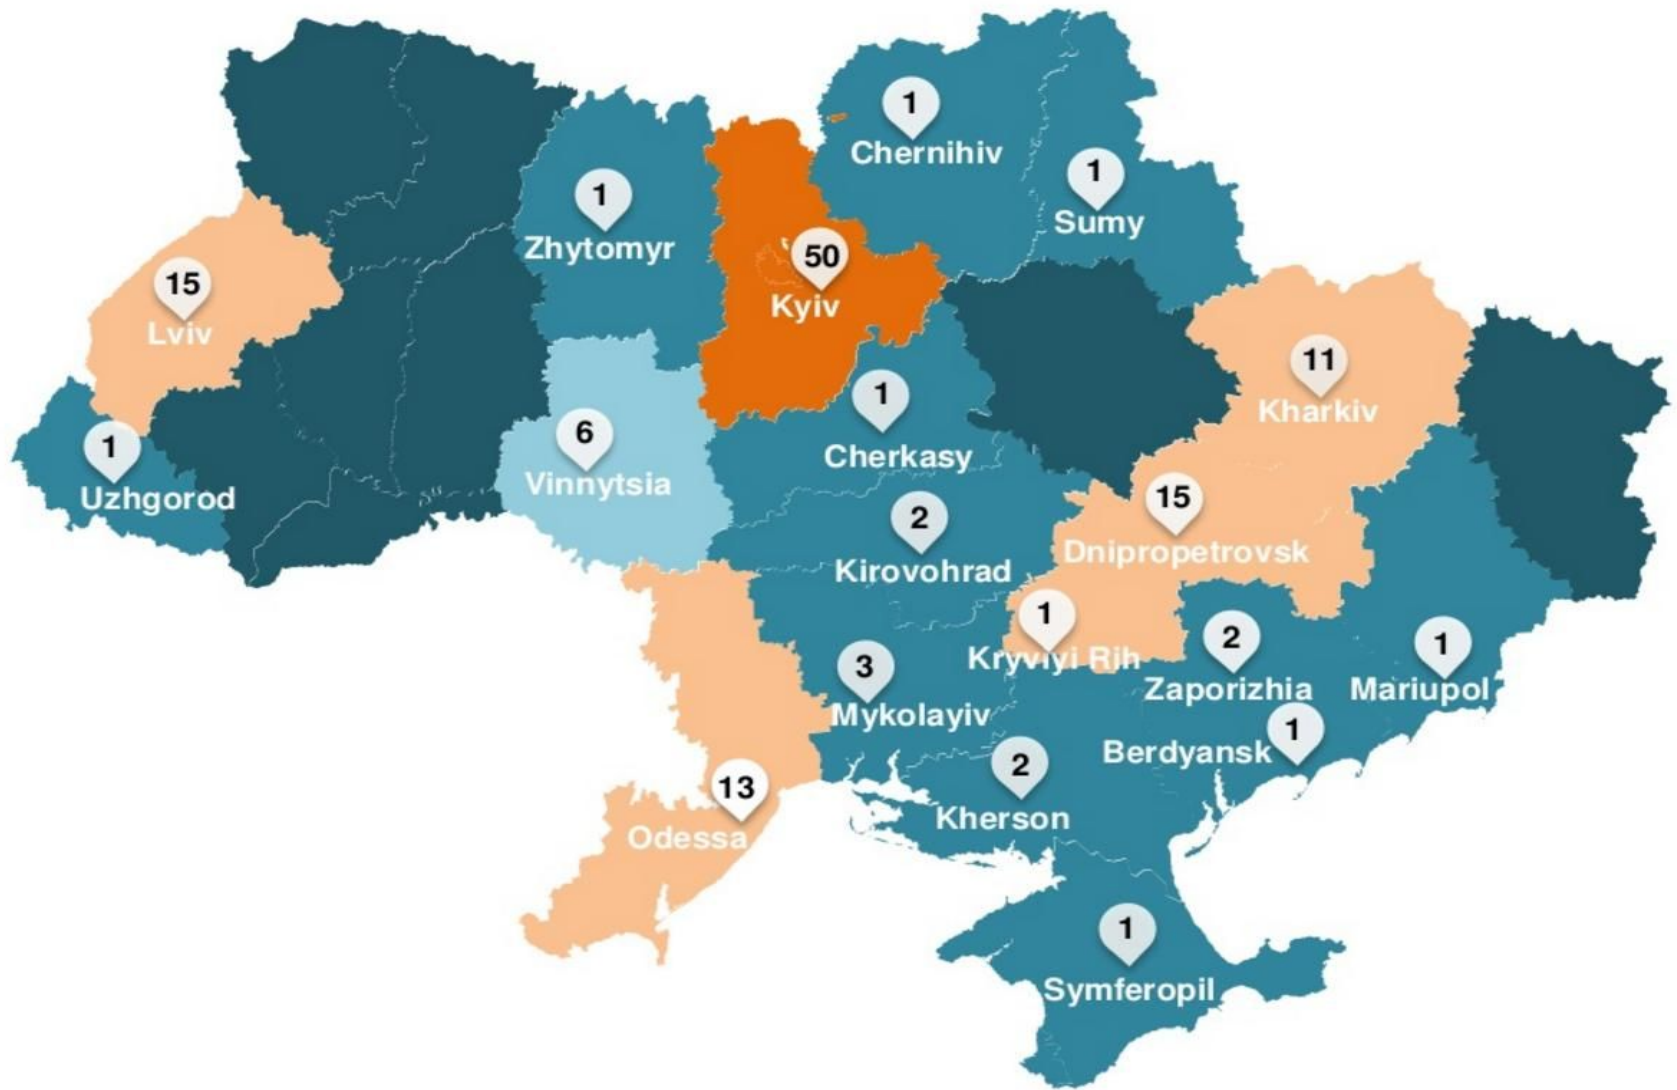 1
Chernihiv
1
Sumy
1
Zhytomyr
50
Kyiv
15
Lviv
11
Kharkiv
1
Cherkasy
6
Vinnytsia
1
Uzhgorod
15
Dnipropetrovsk
2
Kirovohrad
1
Kryviyi Rih
2
Zaporizhia
1
Mariupol
3
Mykolayiv
1
Berdyansk
2
Kherson
13
Odessa
1
Symferopil